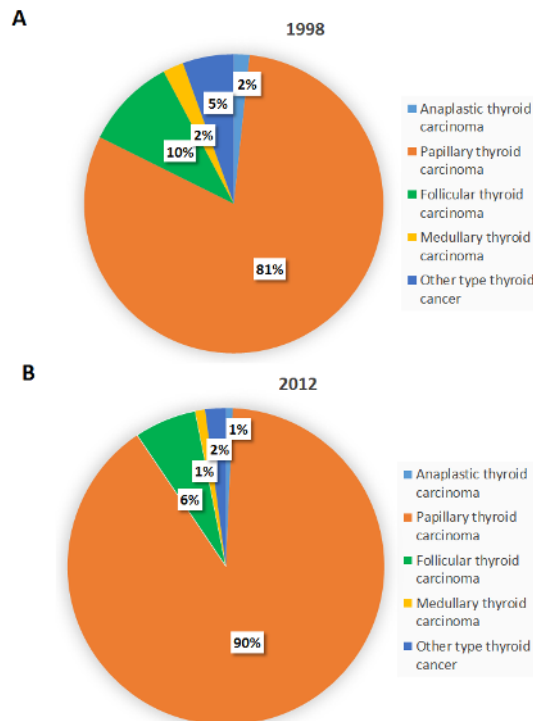 A
1998
2%
5%
2%
10%
81%
Anaplastic thyroid
carcinoma
Papillary thyroid
carcinoma
Follicular thyroid
carcinoma
Medullary thyroid
carcinoma
Other type thyroid
cancer
B
2012
1%
2%
1%
6%
90%
Anaplastic thyroid
carcinoma
Papillary thyroid
carcinoma
Follicular thyroid
carcinoma
Medullary thyroid
carcinoma
Other type thyroid
cancer